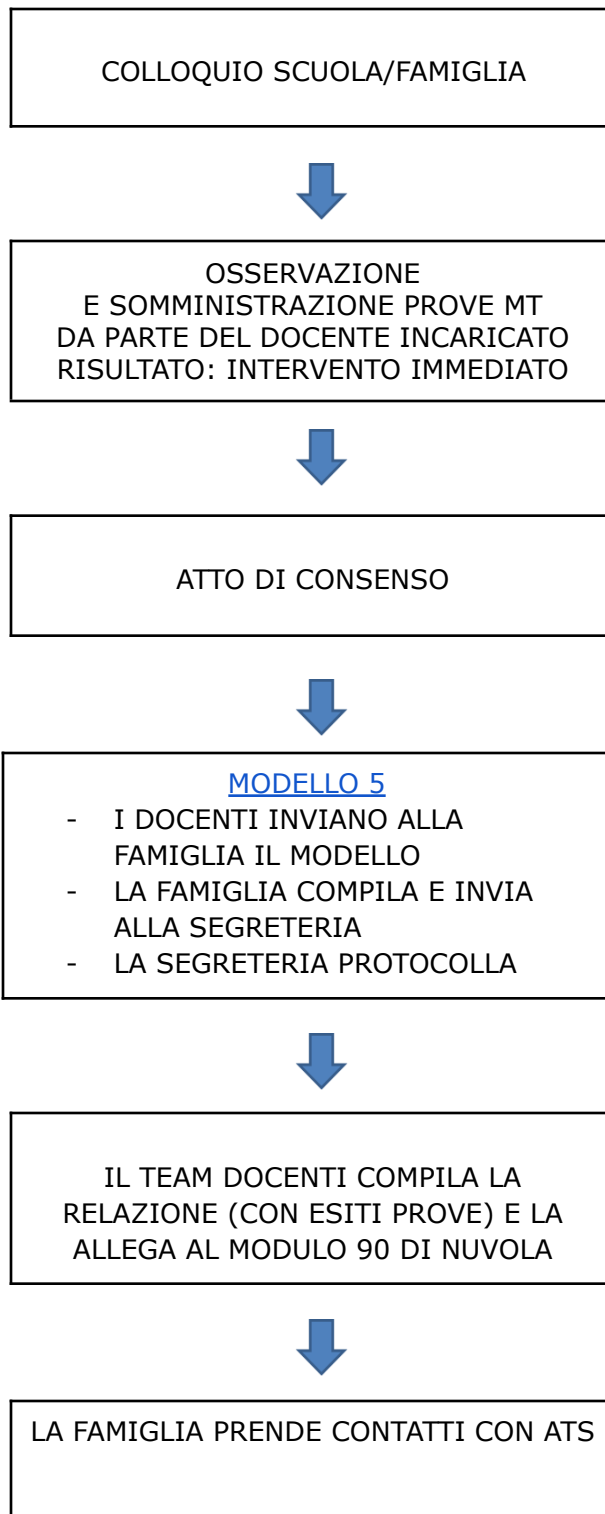 COLLOQUIO SCUOLA/FAMIGLIA
OSSERVAZIONE
E SOMMINISTRAZIONE PROVE MT
DA PARTE DEL DOCENTE INCARICATO
RISULTATO: INTERVENTO IMMEDIATO
ATTO DI CONSENSO
MODELLO 5
- I DOCENTI INVIANO ALLA
FAMIGLIA IL MODELLO
- LA FAMIGLIA COMPILA E INVIA
ALLA SEGRETERIA
- LA SEGRETERIA PROTOCOLLA
IL TEAM DOCENTI COMPILA LA
RELAZIONE (CON ESITI PROVE) E LA
ALLEGA AL MODULO 90 DI NUVOLA
LA FAMIGLIA PRENDE CONTATTI CON ATS